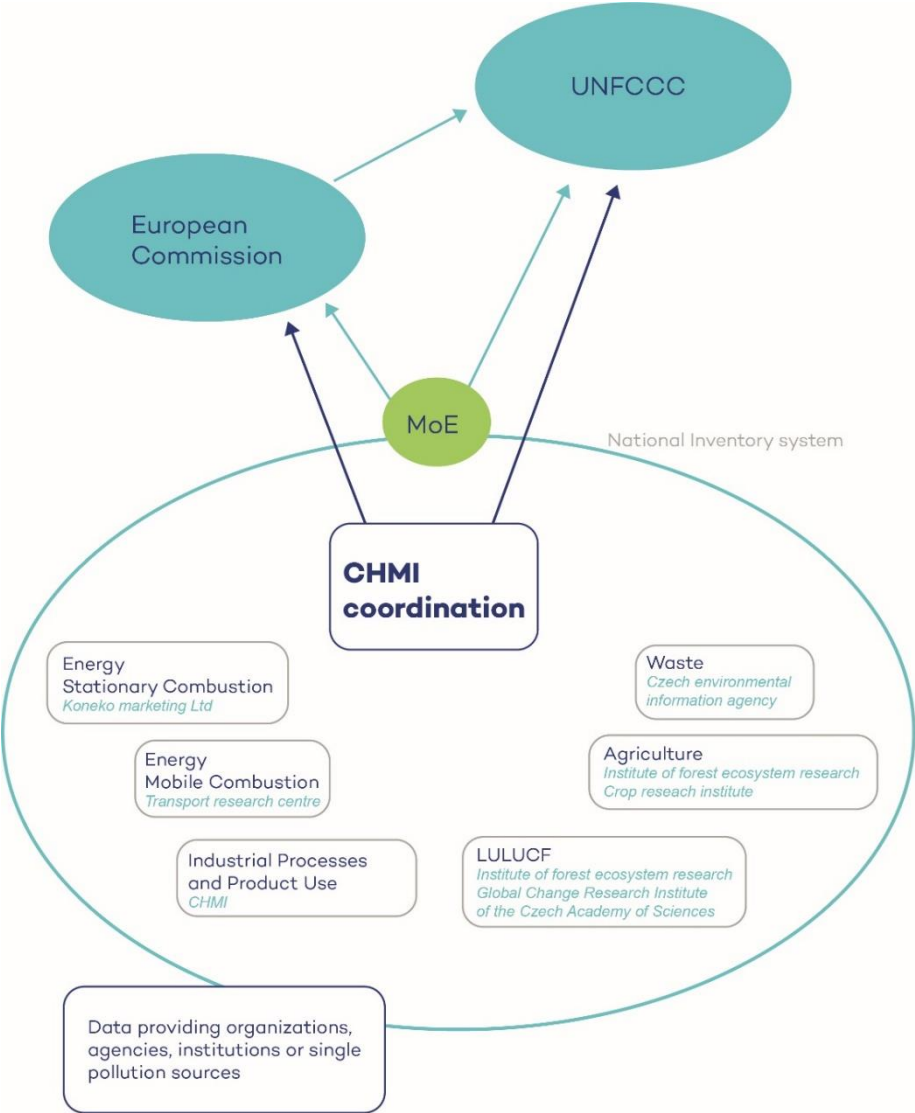 UNFCCC
European
Commission
MoE
National Inventory system
CHMI
coordination
Energy
Stationary Combustion
Koneko marketing Ltd
Waste
Czech environmental
information agency
Energy
Mobile Combustion
Transport research centre
Agriculture
Institute of forest ecosystem research
Crop reseach institute
Industrial Processes
and Product Use
CHMI
LULUCF
Institute of forest ecosystem research
Global Change Research Institute
of the Czech Academy of Sciences
Data providing organizations,
agencies, institutions or single
pollution sources